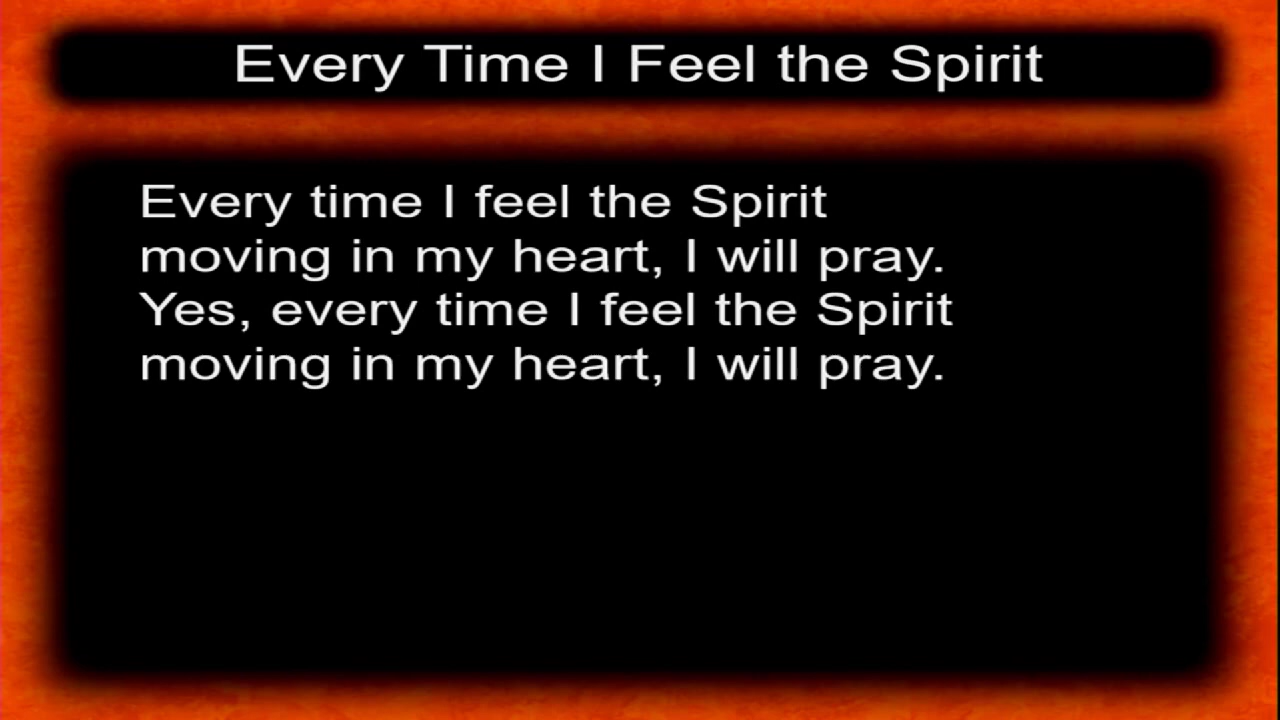 Every Time I Feel the Spirit
Every time I feel the Spirit
moving in my heart, I will pray.
Yes, every time I feel the Spirit
moving in my heart, I will pray.